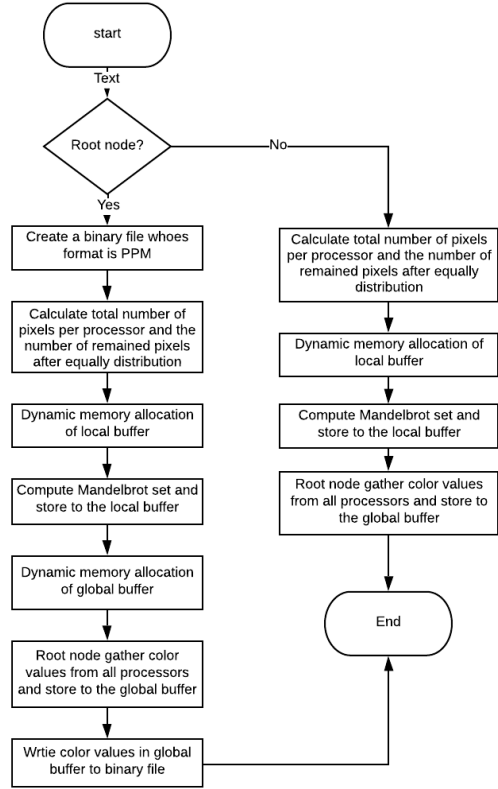 start
Text
Root node?
No
Yes
Create a binary file whoes
format is PPM
Calculate total number of
pixels per processor and the
number of remained pixels
after equally distribution
Dynamic memory allocation
of local buffer
Compute Mandelbrot set and
store to the local buffer
Dynamic memory allocation
of global buffer
Root node gather color
values from all processors
and store to the global buffer
Wrtie color values in global
buffer to binary file
Calculate total number of pixels
per processor and the number of
remained pixels after equally
distribution
Dynamic memory allocation of
local buffer
Compute Mandelbrot set and
store to the local buffer
Root node gather color values
from all processors and store to
the global buffer
End